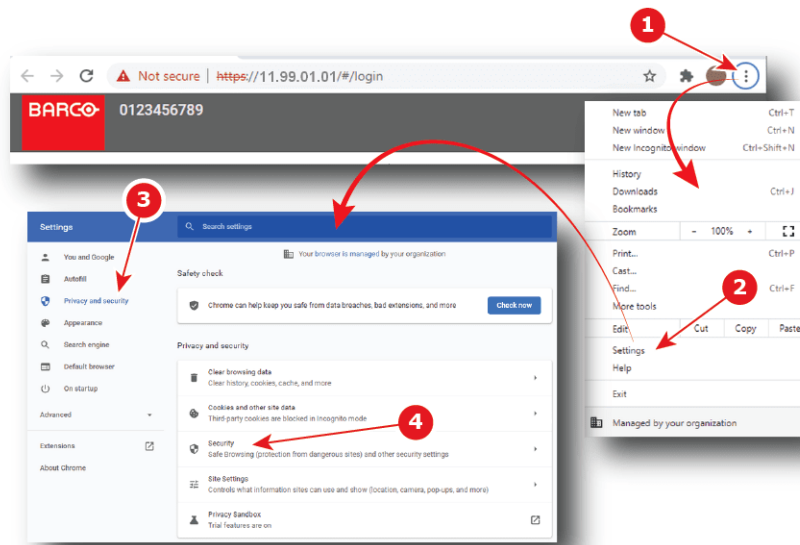 1
Not secure | https://11.99.01.01/#/login
BARCO 0123456789
New tab Ctrl+T
New window Ctrl+N
New Incognito window Ctrl+Shift+N
History
Downloads Ctrl+J
Bookmarks
Zoom - 100% +
Print... Ctrl+P
Cast...
Find... Ctrl+F
More tools
2
Edit Cut Copy Paste
Settings
Help
Exit
Managed by your organization
3
Settings
Search settings
You and Google
Autofill
Privacy and security
Appearance
Search engine
Default browser
On startup
Advanced
Extensions
About Chrome
Your browser is managed by your organization
Safety check
Chrome can help keep you safe from data breaches, bad extensions, and more
Check now
Privacy and security
Clear browsing data
Clear history, cookies, cache, and more
Cookies and other site data
Third-party cookies are blocked in Incognito mode
4
Security
Safe Browsing (protection from dangerous sites) and other security settings
Site Settings
Controls what information sites can use and show (location, camera, pop-ups, and more)
Privacy Sandbox
Trial features are on